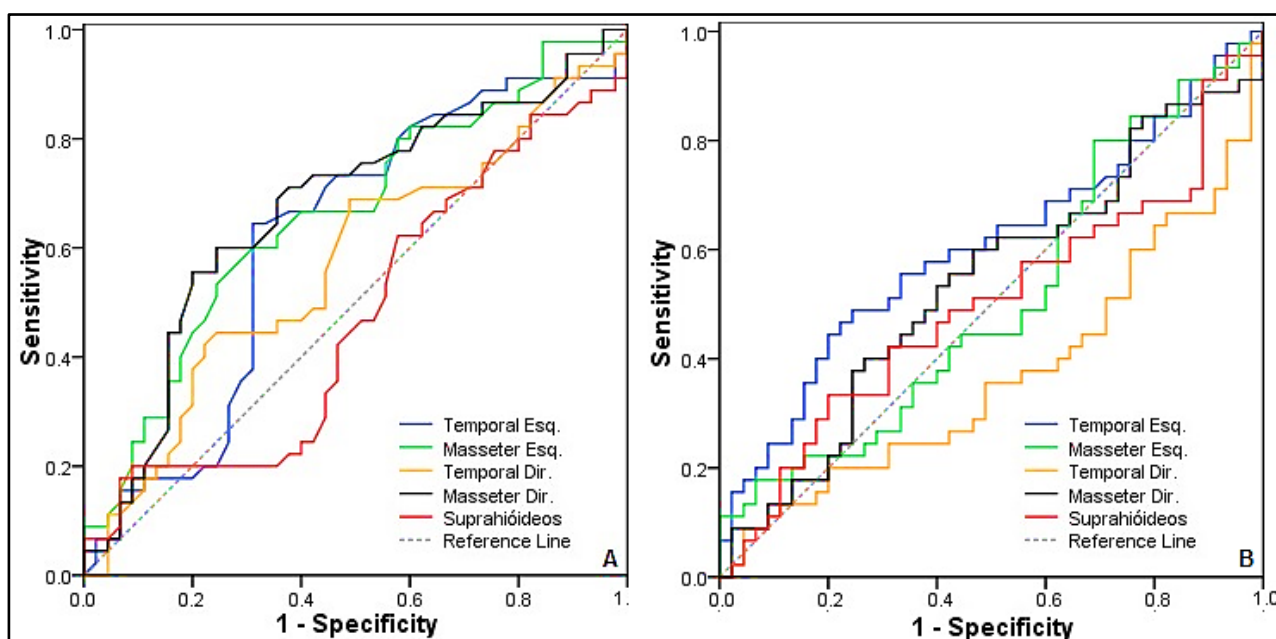 Sensitivity
1.0
0.8
0.6
0.4
0.2
0.0
Temporal Esq.
Masseter Esq.
Temporal Dir.
Masseter Dir.
Suprahióideos
Reference Line
A
0.0 0.2 0.4 0.6 0.8 1.
1 - Specificity
Sensitivity
1.0
0.8
0.6
0.4
0.2
0.0
Temporal Esq.
Masseter Esq.
Temporal Dir.
Masseter Dir.
Suprahióideos
Reference Line
B
0.0 0.2 0.4 0.6 0.8 1.
1 - Specificity